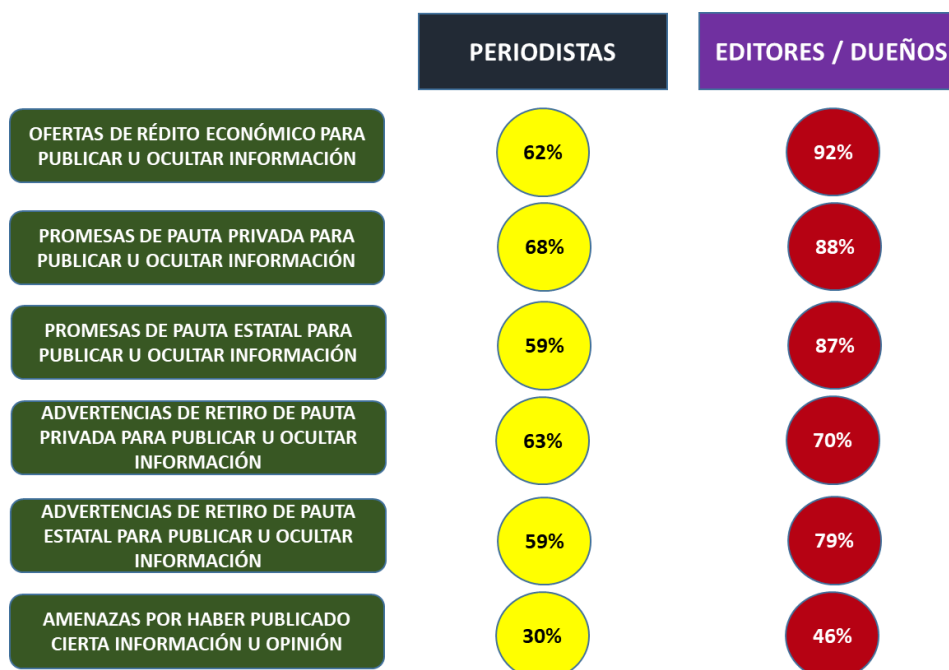 PERIODISTAS
EDITORES / DUEÑOS
OFERTAS DE RÉDITO ECONÓMICO PARA
PUBLICAR U OCULTAR INFORMACIÓN
62%
92%
PROMESAS DE PAUTA PRIVADA PARA
PUBLICAR U OCULTAR INFORMACIÓN
68%
88%
PROMESAS DE PAUTA ESTATAL PARA
PUBLICAR U OCULTAR INFORMACIÓN
59%
87%
ADVERTENCIAS DE RETIRO DE PAUTA
PRIVADA PARA PUBLICAR U OCULTAR
INFORMACIÓN
63%
70%
ADVERTENCIAS DE RETIRO DE PAUTA
ESTATAL PARA PUBLICAR U OCULTAR
INFORMACIÓN
59%
79%
AMENAZAS POR HABER PUBLICADO
CIERTA INFORMACIÓN U OPINIÓN
30%
46%